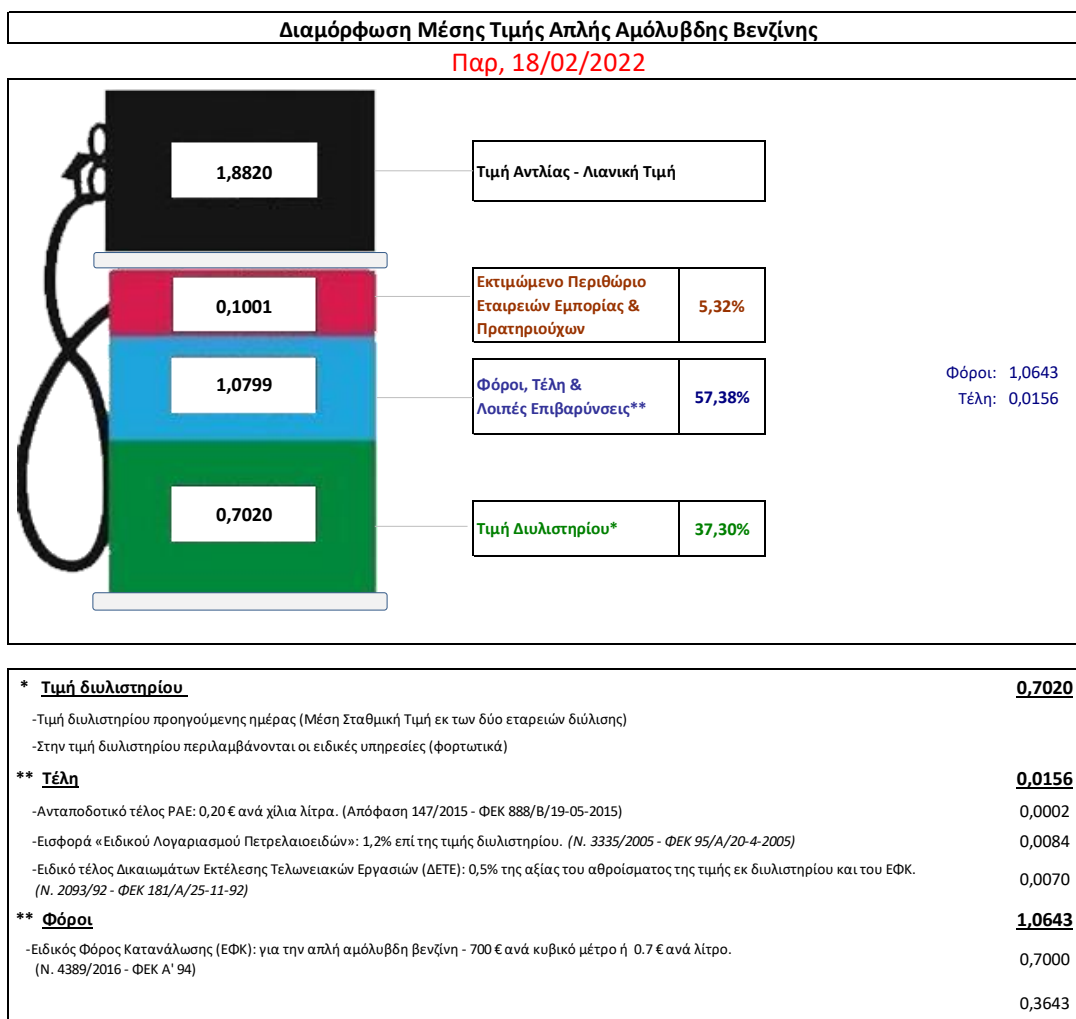 Διαμόρφωση Μέσης Τιμής Απλής Αμόλυβδης Βενζίνης
Παρ, 18/02/2022
1,8820
Τιμή Αντλίας - Λιανική Τιμή
0,1001
Εκτιμώμενο Περιθώριο
Εταιρειών Εμπορίας &
Πρατηριούχων
5,32%
1,0799
Φόροι, Τέλη &
Λοιπές Επιβαρύνσεις**
57,38%
Φόροι: 1,0643
Τέλη: 0,0156
0,7020
Τιμή Διυλιστηρίου*
37,30%
* Τιμή διυλιστηρίου 0,7020
-Τιμή διυλιστηρίου προηγούμενης ημέρας (Μέση Σταθμική Τιμή εκ των δύο εταρειών διύλισης)
-Στην τιμή διυλιστηρίου περιλαμβάνονται οι ειδικές υπηρεσίες (φορτωτικά)
** Τέλη 0,0156
-Ανταποδοτικό τέλος ΡΑΕ: 0,20 € ανά χίλια λίτρα. (Απόφαση 147/2015 - ΦΕΚ 888/Β/19-05-2015) 0,0002
-Εισφορά «Ειδικού Λογαριασμού Πετρελαιοειδών»: 1,2% επί της τιμής διυλιστηρίου. (Ν. 3335/2005 - ΦΕΚ 95/Α/20-4-2005) 0,0084
-Ειδικό τέλος Δικαιωμάτων Εκτέλεσης Τελωνειακών Εργασιών (ΔΕΤΕ): 0,5% της αξίας του αθροίσματος της τιμής εκ διυλιστηρίου και του ΕΦΚ.
(Ν. 2093/92 - ΦΕΚ 181/Α/25-11-92) 0,0070
** Φόροι 1,0643
-Ειδικός Φόρος Κατανάλωσης (ΕΦΚ): για την απλή αμόλυβδη βενζίνη - 700 € ανά κυβικό μέτρο ή 0.7 € ανά λίτρο.
(Ν. 4389/2016 - ΦΕΚ Α' 94) 0,7000
0,3643